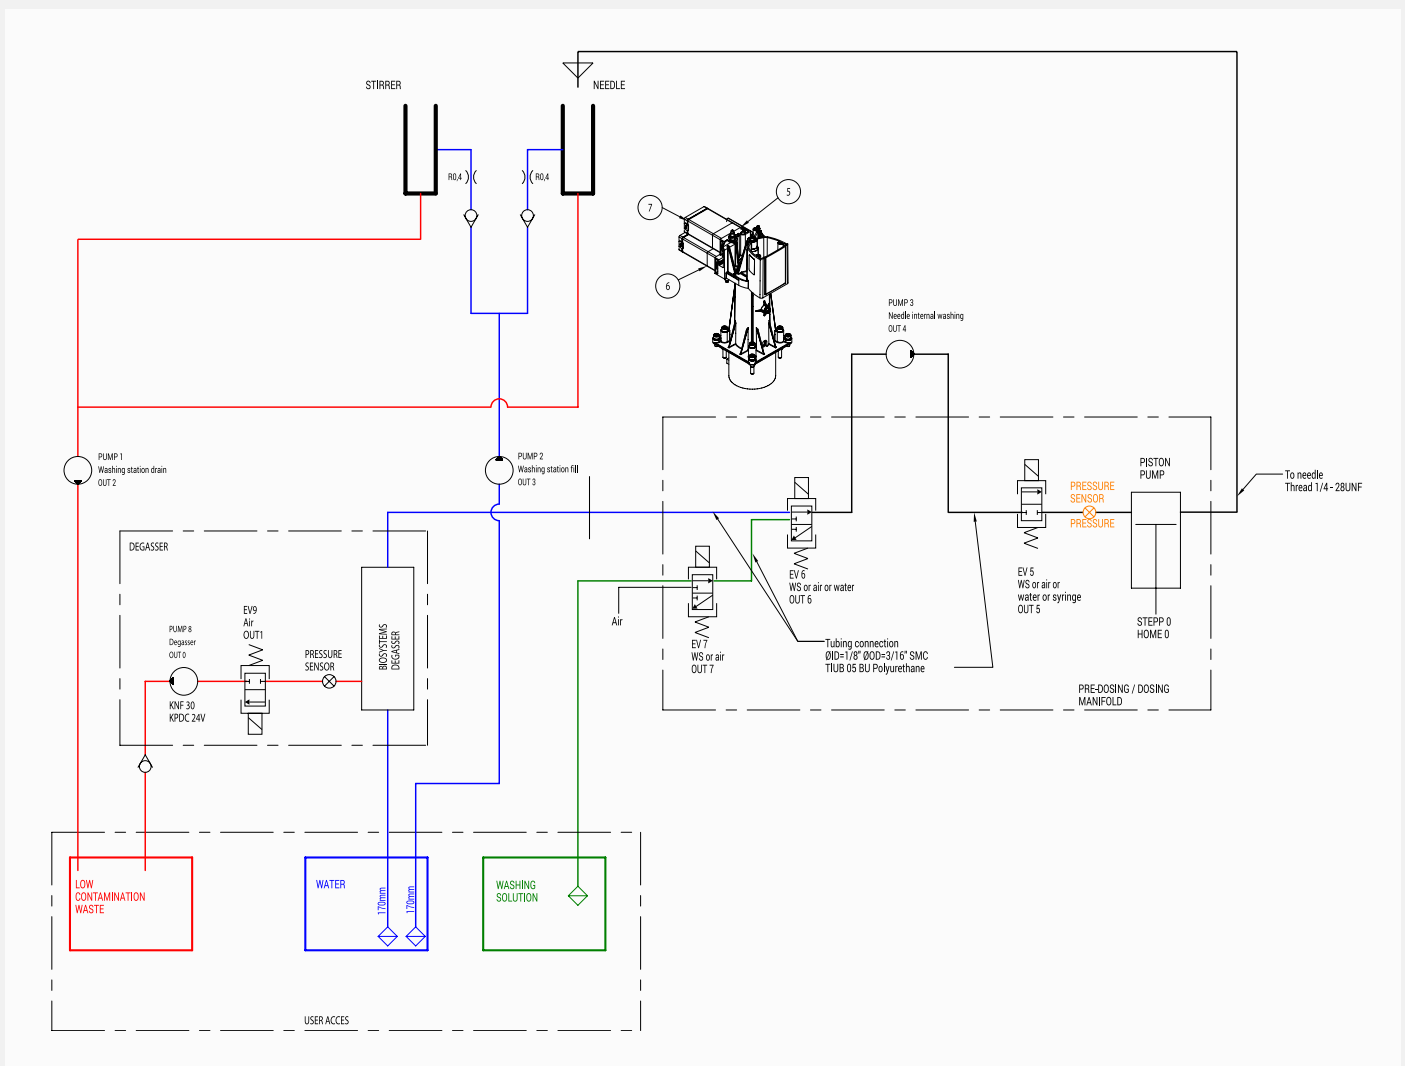 STIRRER
NEEDLE
R0,4
R0,4
5
7
6
PUMP 3
Needle internal washing
OUT 4
PUMP 1
Washing station drain
OUT 2
PUMP 2
Washing station fill
OUT 3
PISTON
PUMP
PRESSURE
SENSOR
PRESSURE
To needle
Thread 1/4 - 28UNF
DEGASSER
EV 6
WS or air or water
OUT 6
EV 5
WS or air or
water or syringe
OUT 5
STEPP 0
HOME 0
Air
EV 7
WS or air
OUT 7
Tubing connection
ØID=1/8" ØOD=3/16" SMC
TIUB 05 BU Polyurethane
PRE-DOSING / DOSING
MANIFOLD
EV9
Air
OUT1
PUMP 8
Degasser
OUT 0
KNF 30
KPDC 24V
PRESSURE
SENSOR
BIOSYSTEMS
DEGASSER
LOW
CONTAMINATION
WASTE
WATER
170mm
170mm
WASHING
SOLUTION
USER ACCES